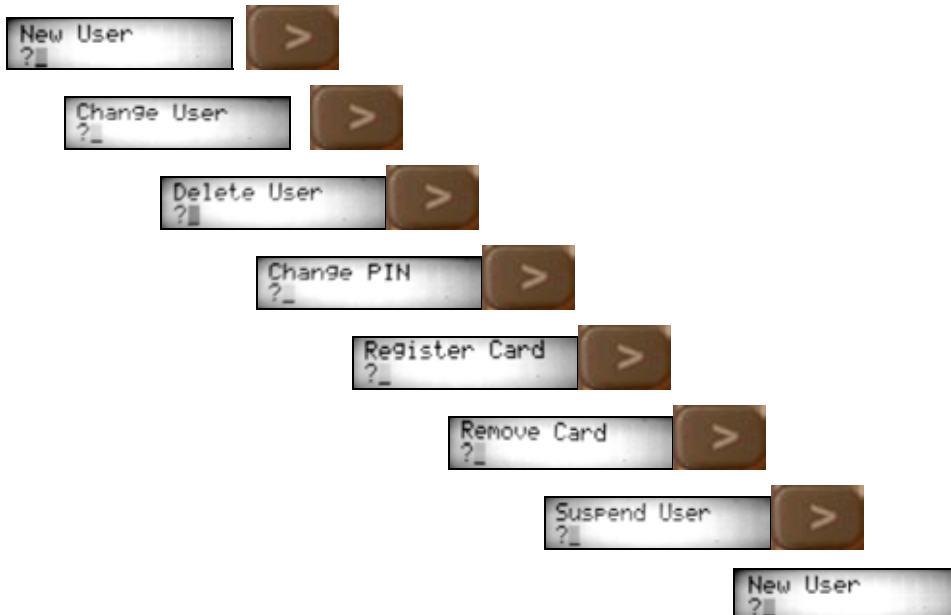 New User
?_
>
Change User
?_
>
Delete User
?_
>
Change PIN
?_
>
Register Card
?_
>
Remove Card
?_
>
Suspend User
?_
>
New User
?_